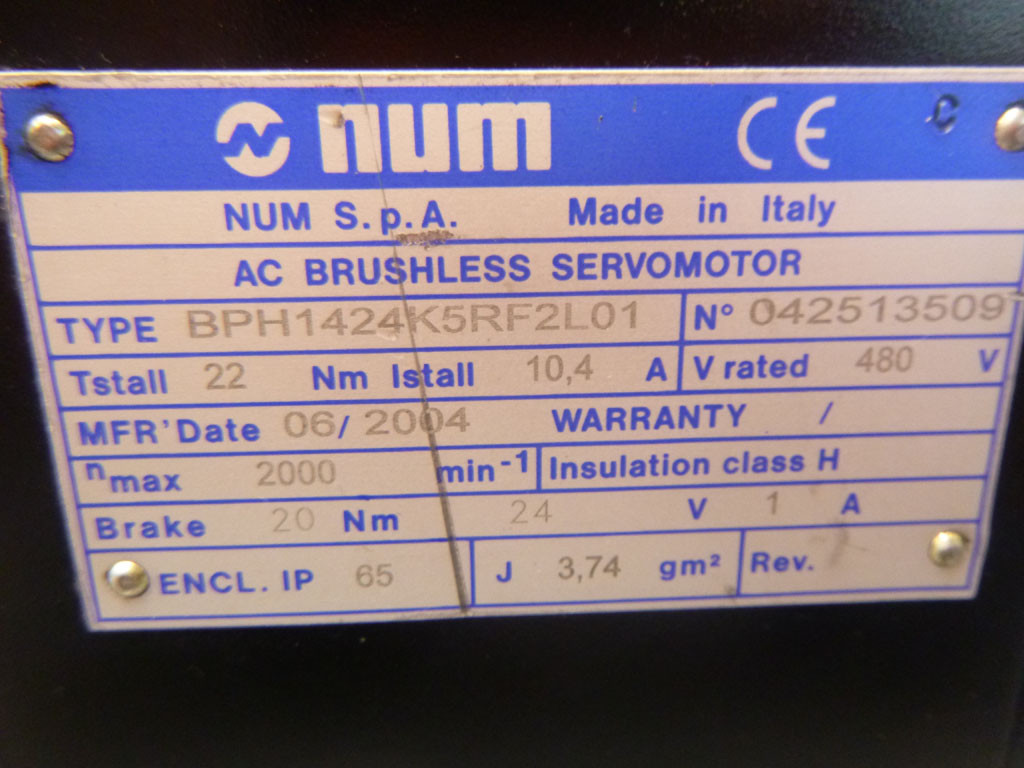 num CE C
NUM S.p.A. Made in Italy
AC BRUSHLESS SERVOMOTOR
TYPE BPH1424K5RF2L01 N° 042513509
Tstall 22 Nm Istall 10,4 A V rated 480 V
MFR'Date 06/ 2004 WARRANTY /
nmax 2000 min-1 Insulation class H
Brake 20 Nm 24 V 1 A
ENCL. IP 65 J 3,74 gm² Rev.